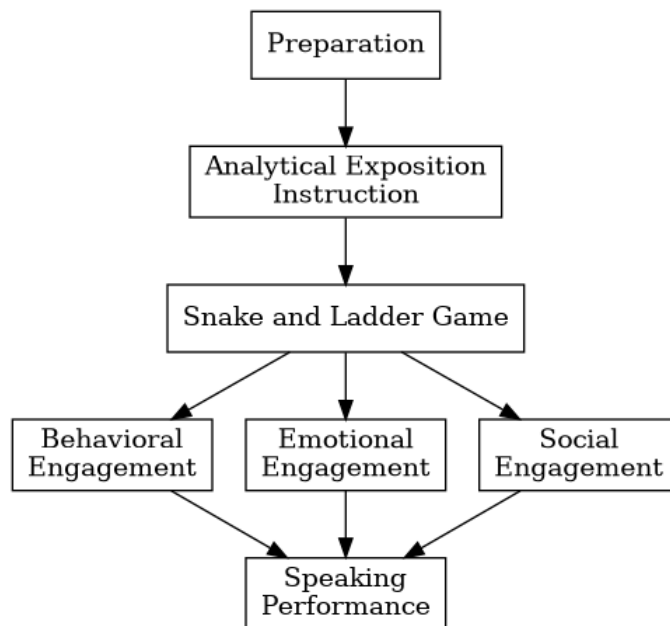 Preparation
Analytical Exposition
Instruction
Snake and Ladder Game
Behavioral
Engagement
Emotional
Engagement
Social
Engagement
Speaking
Performance